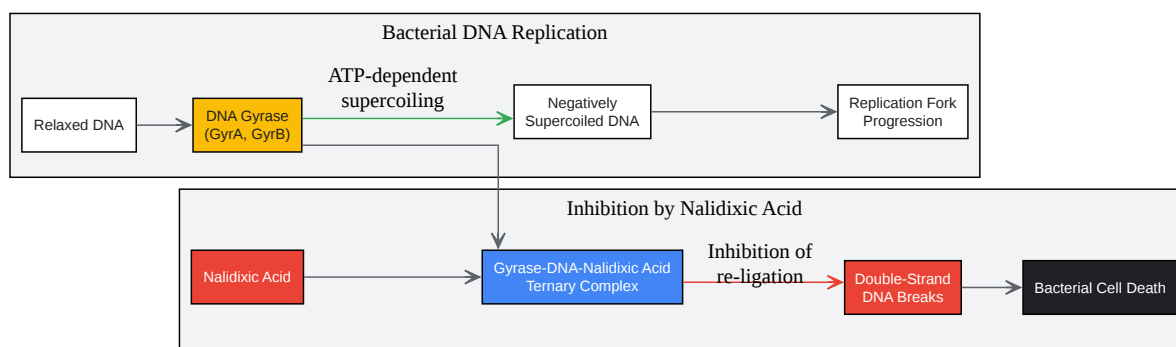 Bacterial DNA Replication
ATP-dependent
supercoiling
Relaxed DNA
DNA Gyrase
(GyrA, GyrB)
Negatively
Supercoiled DNA
Replication Fork
Progression
Inhibition by Nalidixic Acid
Nalidixic Acid
Gyrase-DNA-Nalidixic Acid
Ternary Complex
Inhibition of
re-ligation
Double-Strand
DNA Breaks
Bacterial Cell Death